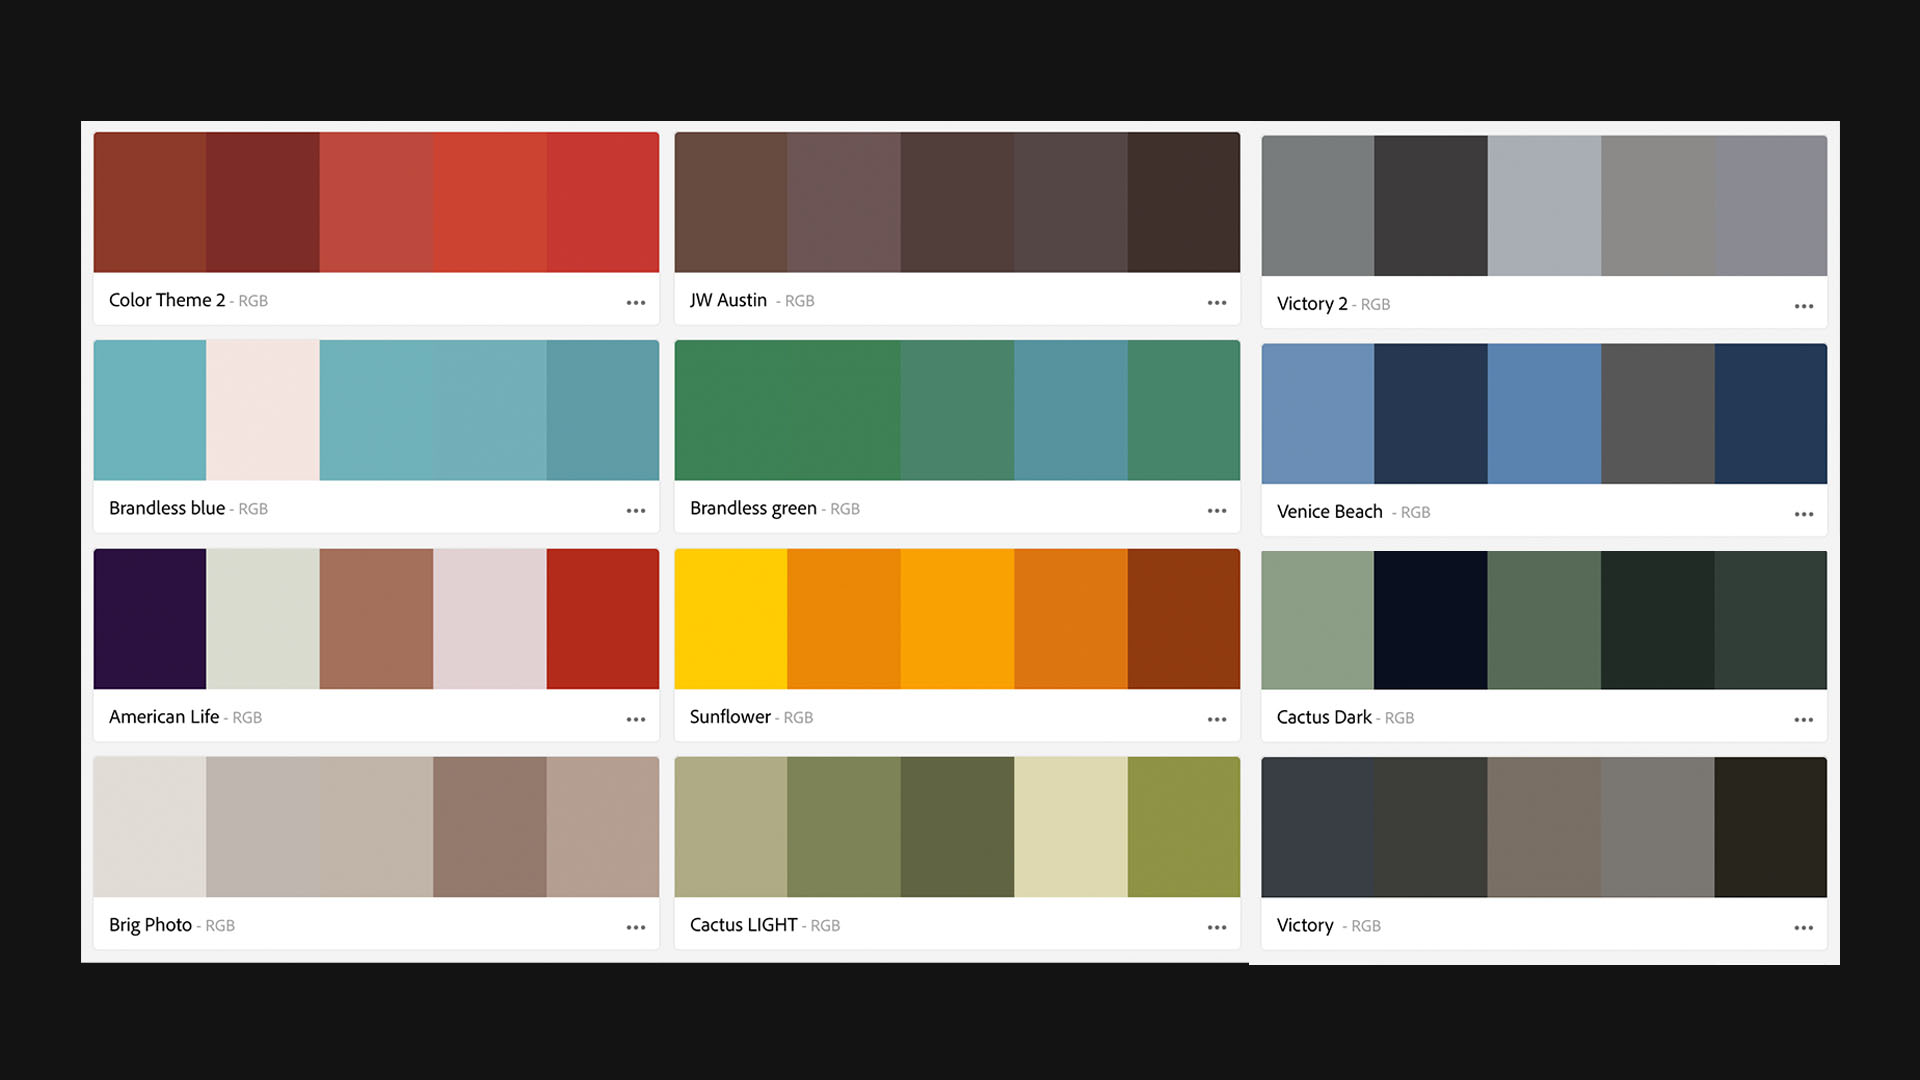 Color Theme 2 - RGB
JW Austin - RGB
Victory 2 - RGB
Brandless blue - RGB
Brandless green - RGB
Venice Beach - RGB
American Life - RGB
Sunflower - RGB
Cactus Dark - RGB
Brig Photo - RGB
Cactus LIGHT - RGB
Victory - RGB